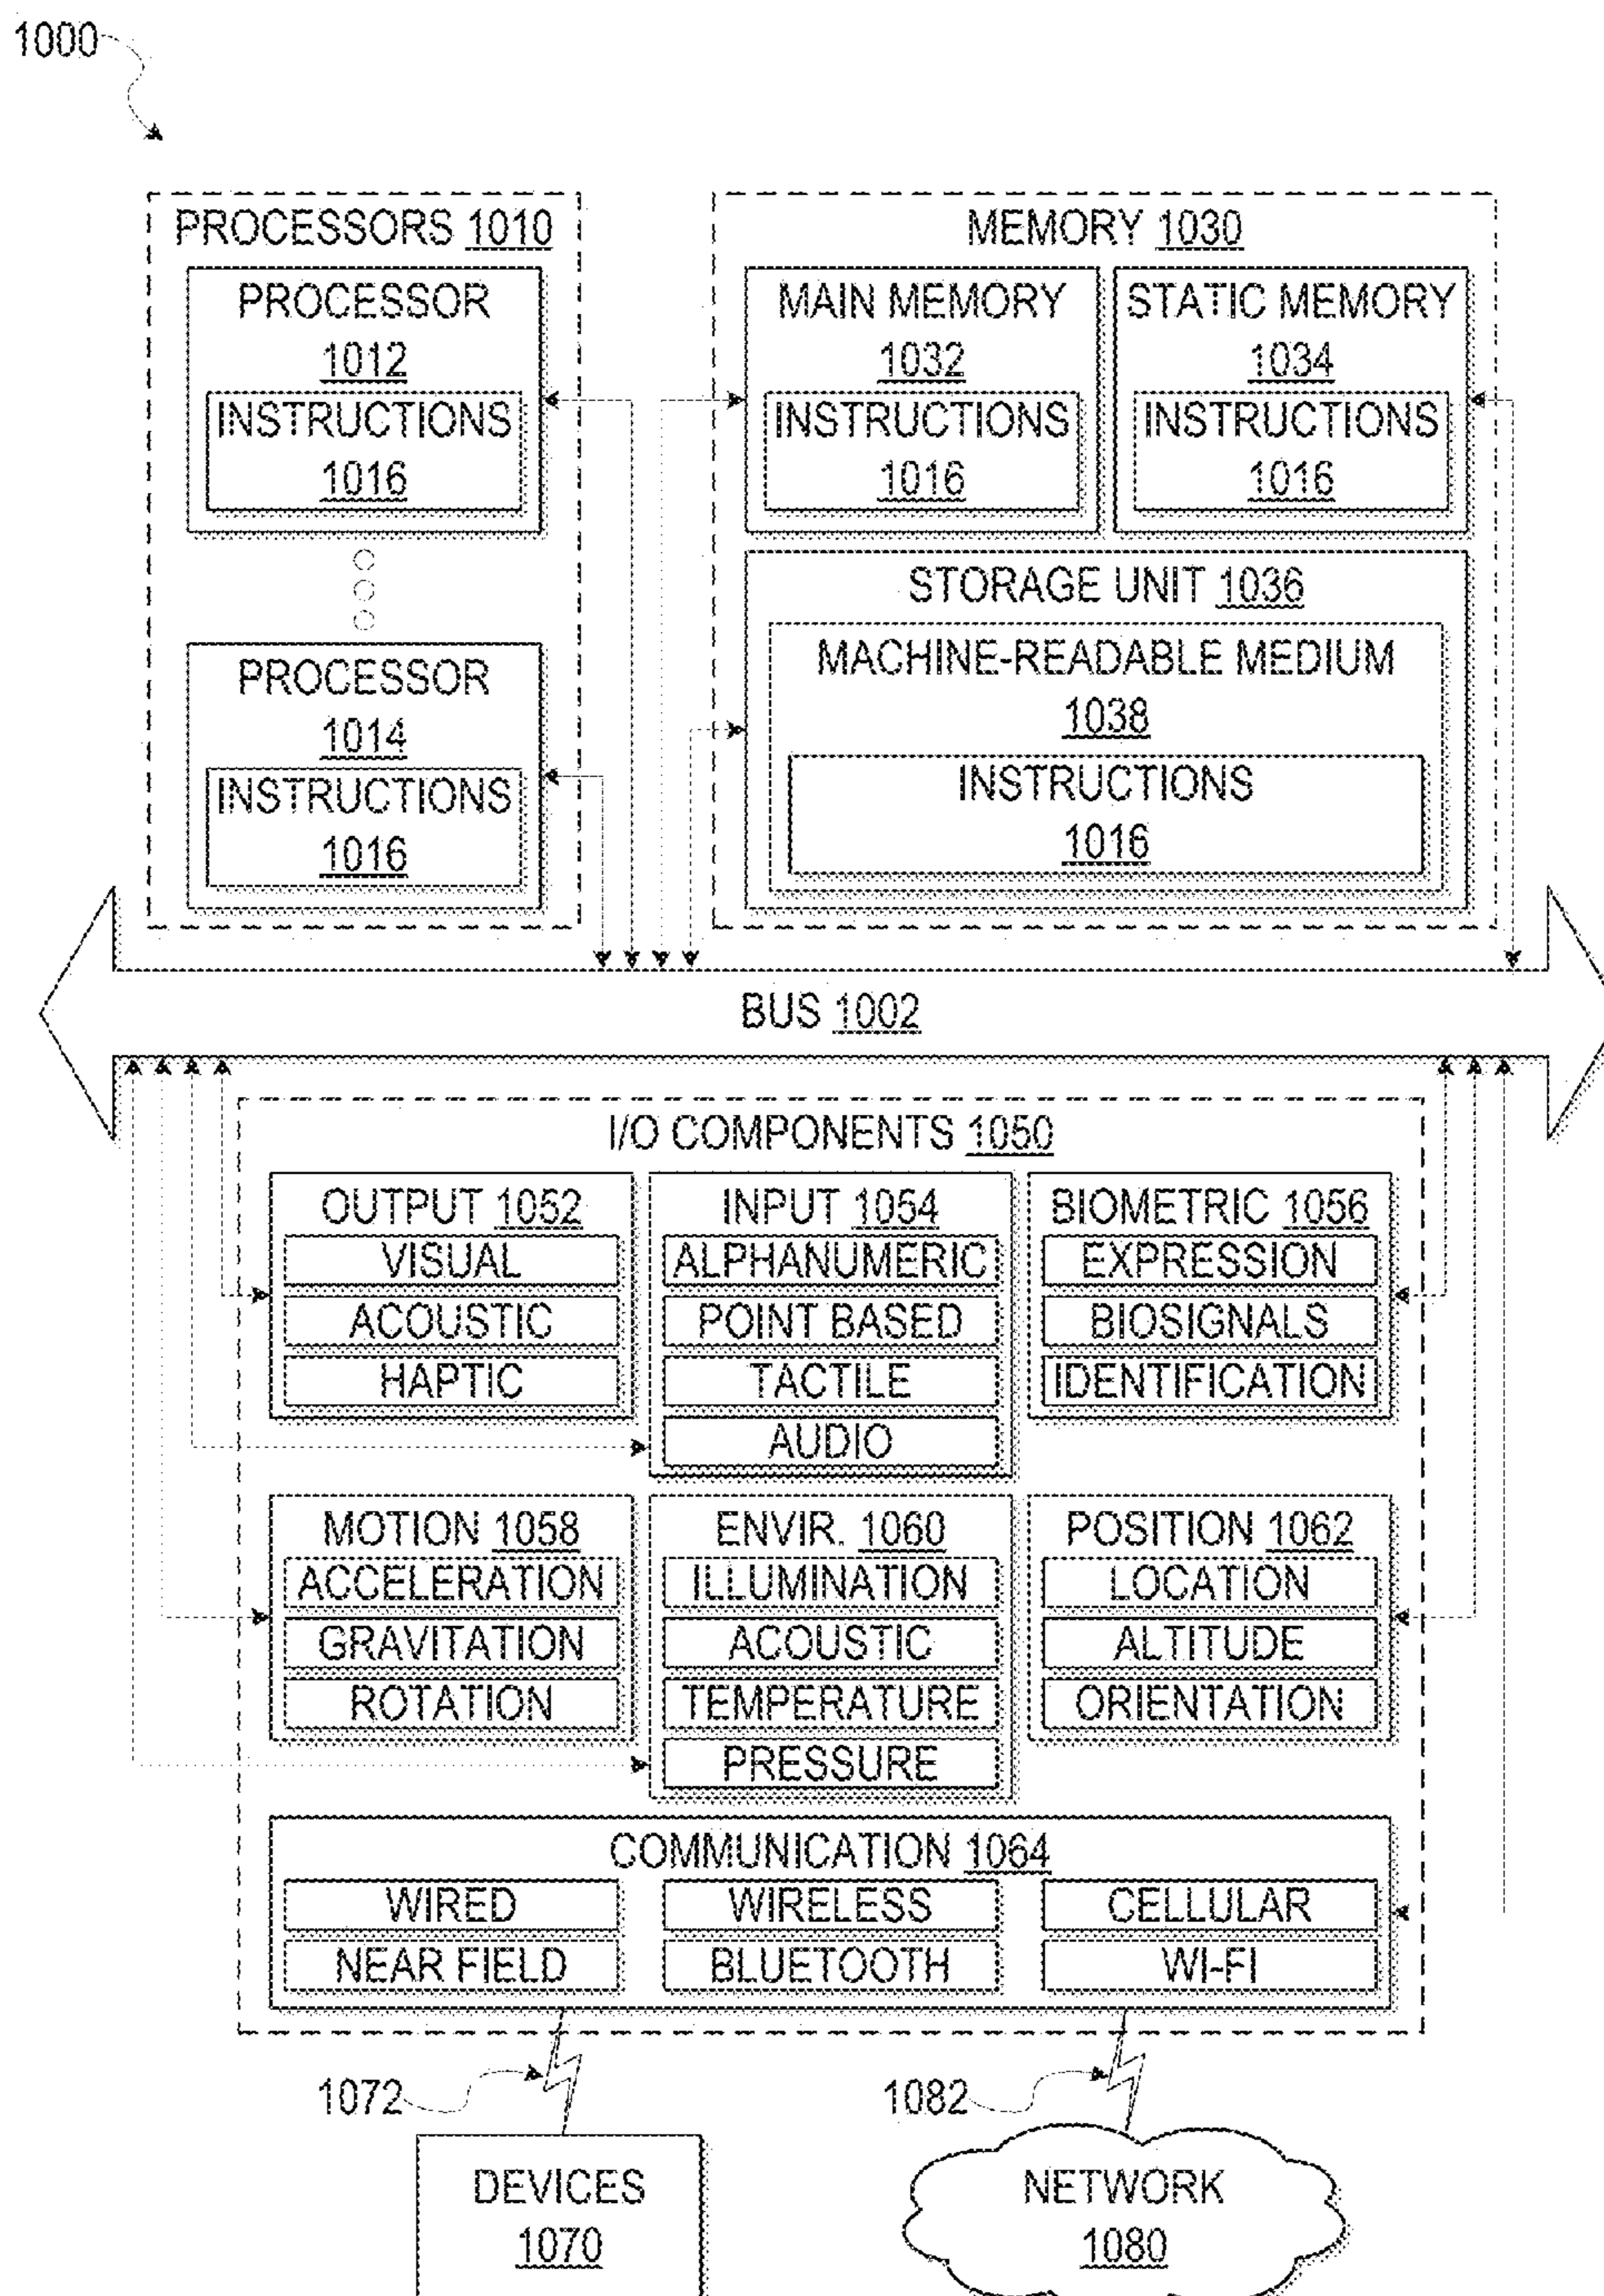 1000
PROCESSORS 1010
PROCESSOR
1012
INSTRUCTIONS
1016
PROCESSOR
1014
INSTRUCTIONS
1016
MEMORY 1030
MAIN MEMORY
1032
INSTRUCTIONS
1016
STATIC MEMORY
1034
INSTRUCTIONS
1016
STORAGE UNIT 1036
MACHINE-READABLE MEDIUM
1038
INSTRUCTIONS
1016
BUS 1002
I/O COMPONENTS 1050
OUTPUT 1052
VISUAL
ACOUSTIC
HAPTIC
INPUT 1054
ALPHANUMERIC
POINT BASED
TACTILE
AUDIO
BIOMETRIC 1056
EXPRESSION
BIOSIGNALS
IDENTIFICATION
MOTION 1058
ACCELERATION
GRAVITATION
ROTATION
ENVIR. 1060
ILLUMINATION
ACOUSTIC
TEMPERATURE
PRESSURE
POSITION 1062
LOCATION
ALTITUDE
ORIENTATION
COMMUNICATION 1064
WIRED
WIRELESS
CELLULAR
NEAR FIELD
BLUETOOTH
WI-FI
1072
1082
DEVICES
1070
NETWORK
1080